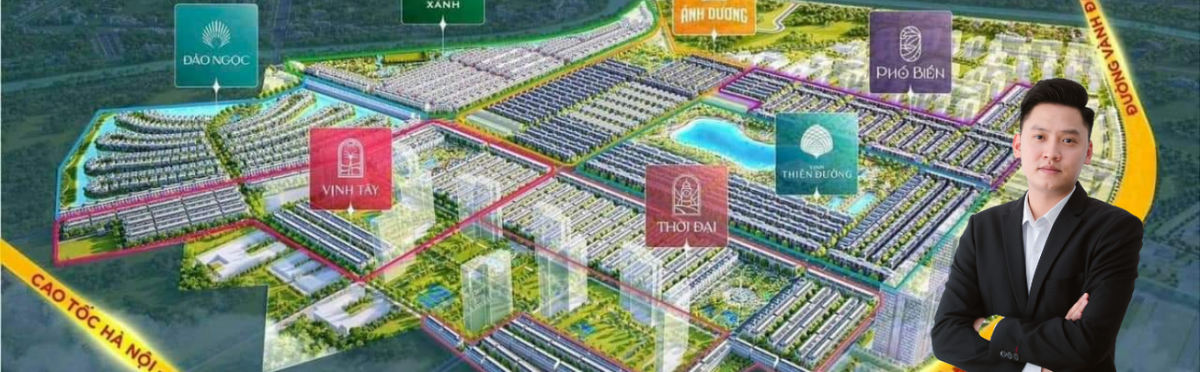 XANH
ÁNH DƯƠNG
ĐẢO NGỌC
PHỐ BIỂN
VỊNH TÂY
VỊNH
THIÊN ĐƯỜNG
THỜI ĐẠI
ĐƯỜNG VÀNH Đ
CAO TỐC HÀ NỘI -